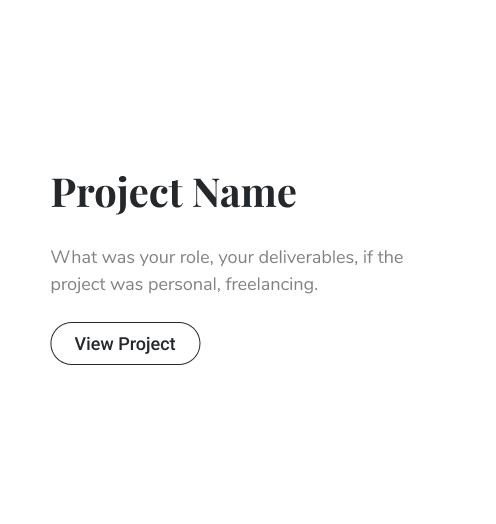 Project Name
What was your role, your deliverables, if the
project was personal, freelancing.
View Project